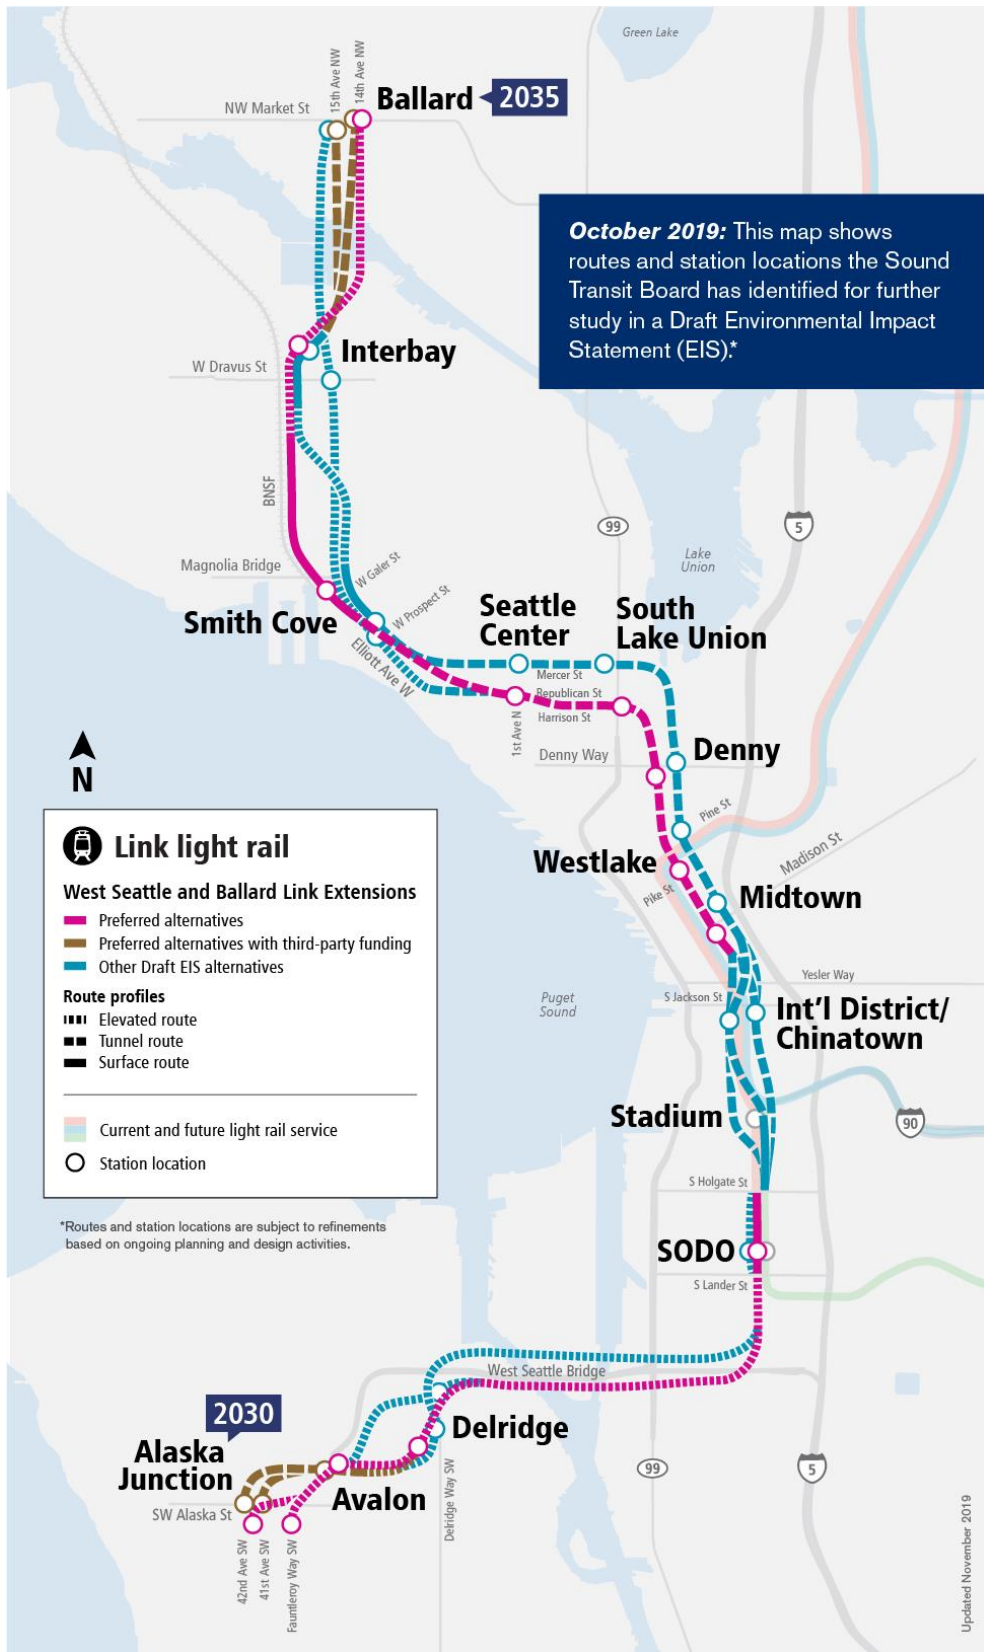 Green Lake
15th Ave NW
14th Ave NW
Ballard
2035
NW Market St
October 2019: This map shows
routes and station locations the Sound
Transit Board has identified for further
study in a Draft Environmental Impact
Statement (EIS).*
Interbay
W Dravus St
BNSF
99
5
Lake
Union
Magnolia Bridge
W Galer St
W Prospect St
Smith Cove
Elliott Ave W
Seattle
Center
South
Lake Union
Mercer St
Republican St
Harrison St
1st Ave N
Denny Way
Denny
N
Pine St
Madison St
Westlake
Pike St
Midtown
Link light rail
West Seattle and Ballard Link Extensions
Preferred alternatives
Preferred alternatives with third-party funding
Other Draft EIS alternatives
Route profiles
Elevated route
Tunnel route
Surface route
Current and future light rail service
Station location
*Routes and station locations are subject to refinements
based on ongoing planning and design activities.
Yesler Way
Puget
Sound
S Jackson St
Int'l District/
Chinatown
Stadium
90
S Holgate St
SODO
S Lander St
West Seattle Bridge
2030
Alaska
Junction
Delridge
Avalon
SW Alaska St
99
5
42nd Ave SW
41st Ave SW
Fauntleroy Way SW
Delridge Way SW
Updated November 2019